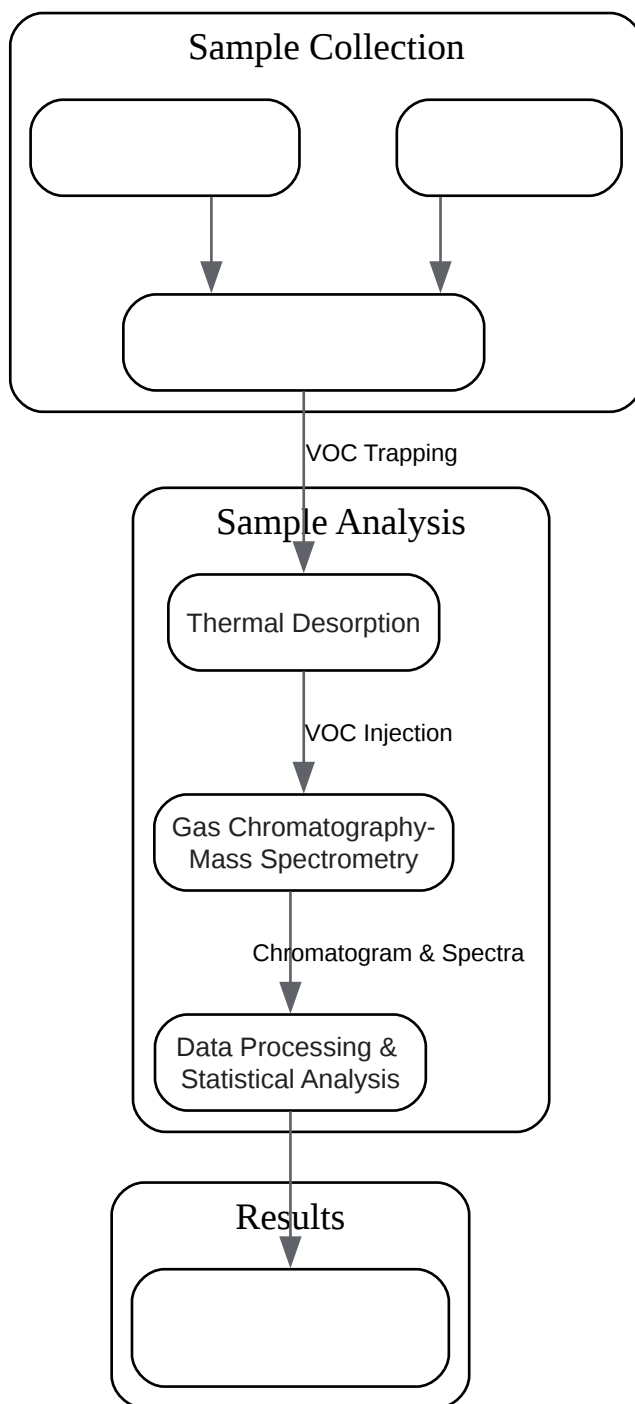 Sample Collection
VOC Trapping
Sample Analysis
Thermal Desorption
VOC Injection
Gas Chromatography-
Mass Spectrometry
Chromatogram & Spectra
Data Processing &
Statistical Analysis
Results